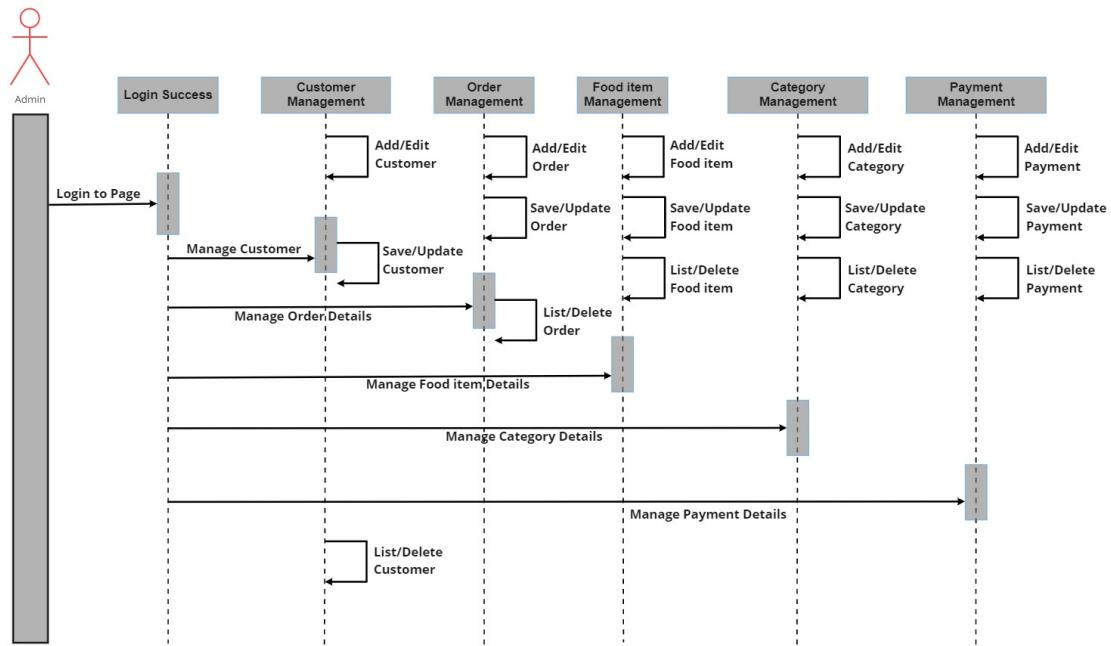 Admin
Login Success
Customer
Management
Order
Management
Food item
Management
Category
Management
Payment
Management
Add/Edit
Customer
Add/Edit
Order
Add/Edit
Food item
Add/Edit
Category
Add/Edit
Payment
Login to Page
Save/Update
Order
Save/Update
Food item
Save/Update
Category
Save/Update
Payment
Manage Customer
Save/Update
Customer
List/Delete
Food item
List/Delete
Category
List/Delete
Payment
Manage Order Details
List/Delete
Order
Manage Food item Details
Manage Category Details
Manage Payment Details
List/Delete
Customer